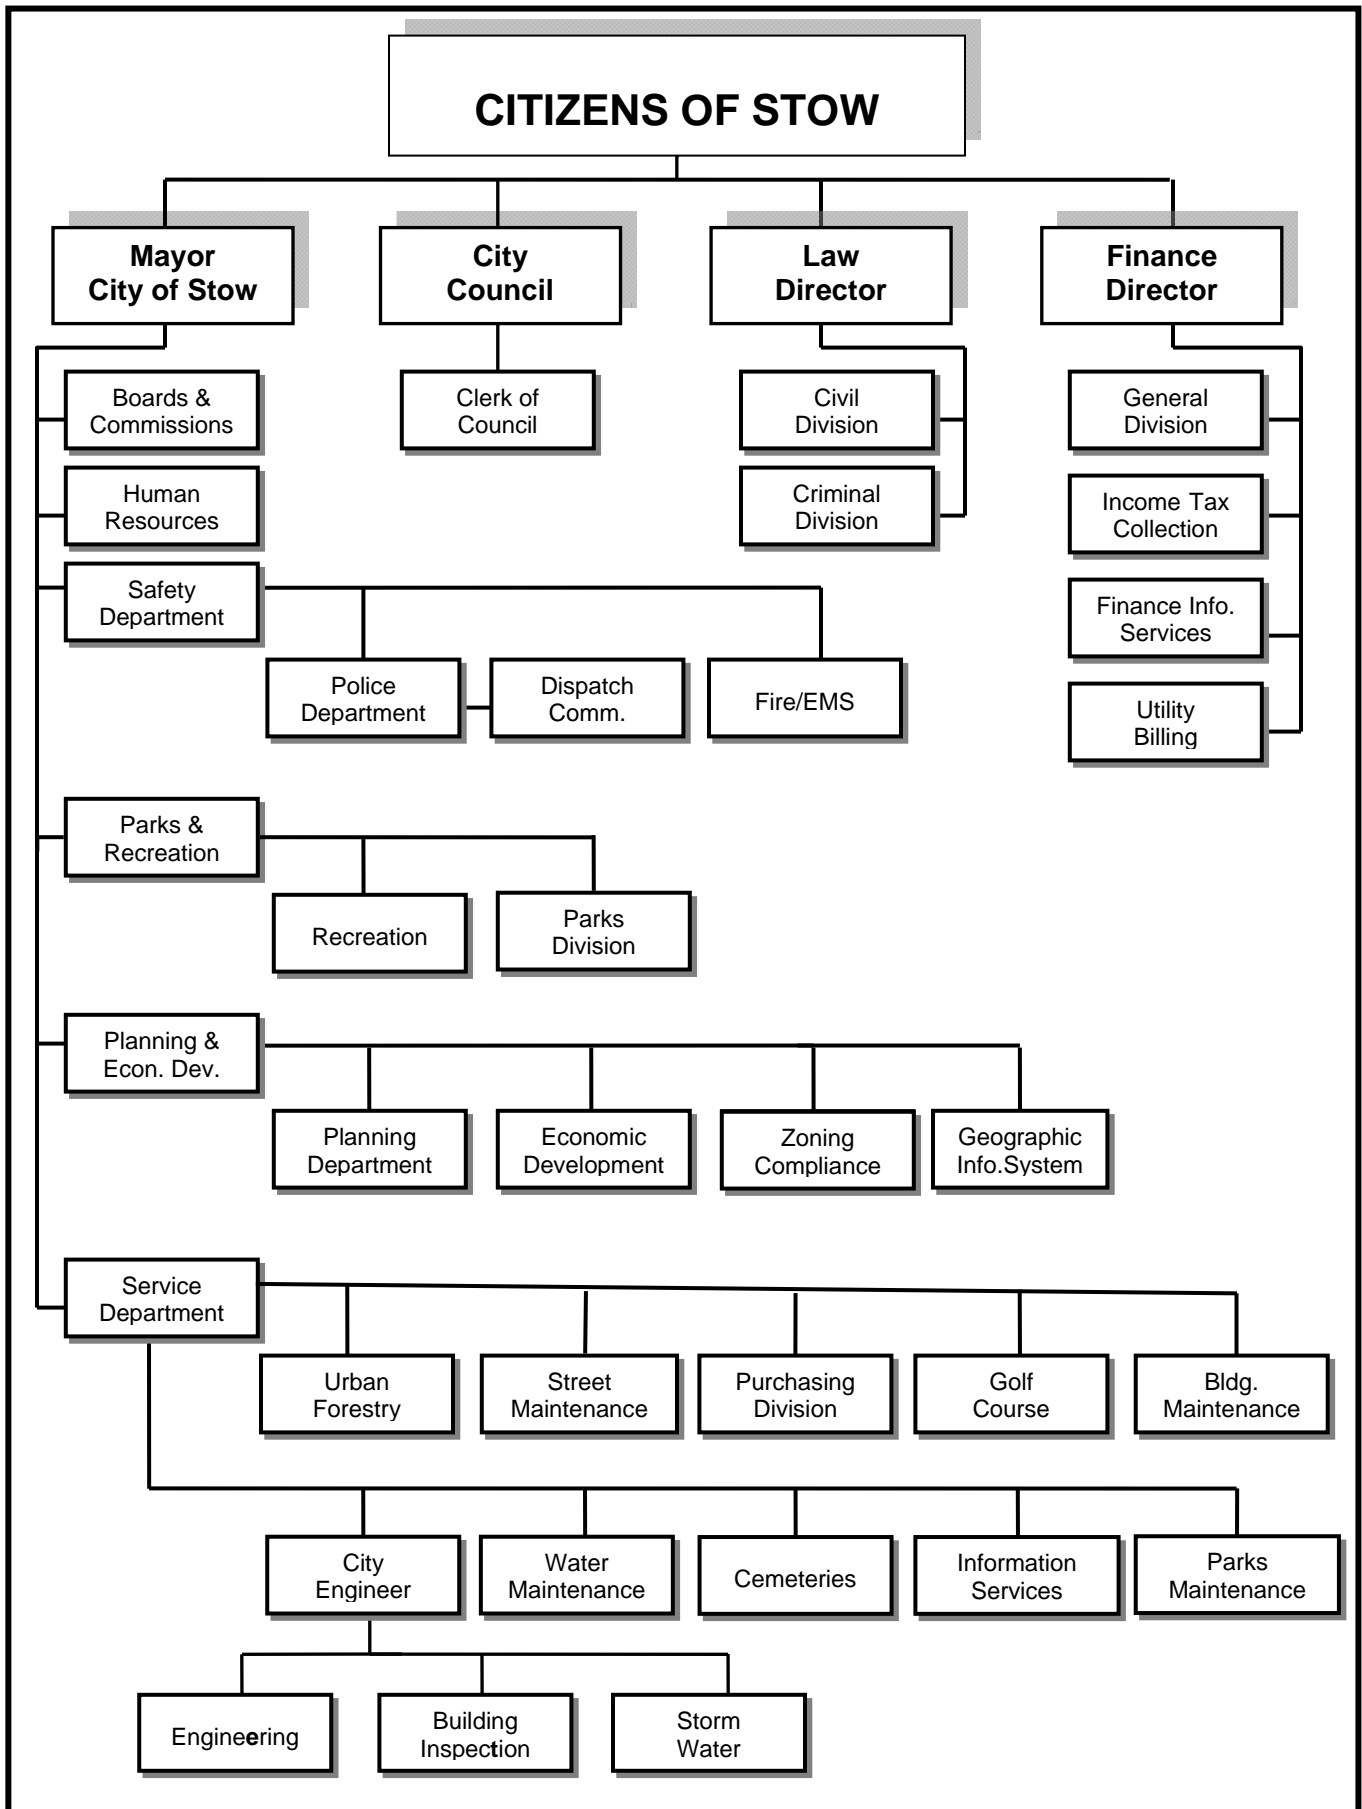 CITIZENS OF STOW
Mayor
City of Stow
City
Council
Law
Director
Finance
Director
Boards &
Commissions
Clerk of
Council
Civil
Division
General
Division
Human
Resources
Criminal
Division
Income Tax
Collection
Safety
Department
Finance Info.
Services
Police
Department
Dispatch
Comm.
Fire/EMS
Utility
Billing
Parks &
Recreation
Recreation
Parks
Division
Planning &
Econ. Dev.
Planning
Department
Economic
Development
Zoning
Compliance
Geographic
Info.System
Service
Department
Urban
Forestry
Street
Maintenance
Purchasing
Division
Golf
Course
Bldg.
Maintenance
City
Engineer
Water
Maintenance
Cemeteries
Information
Services
Parks
Maintenance
Engineering
Building
Inspection
Storm
Water